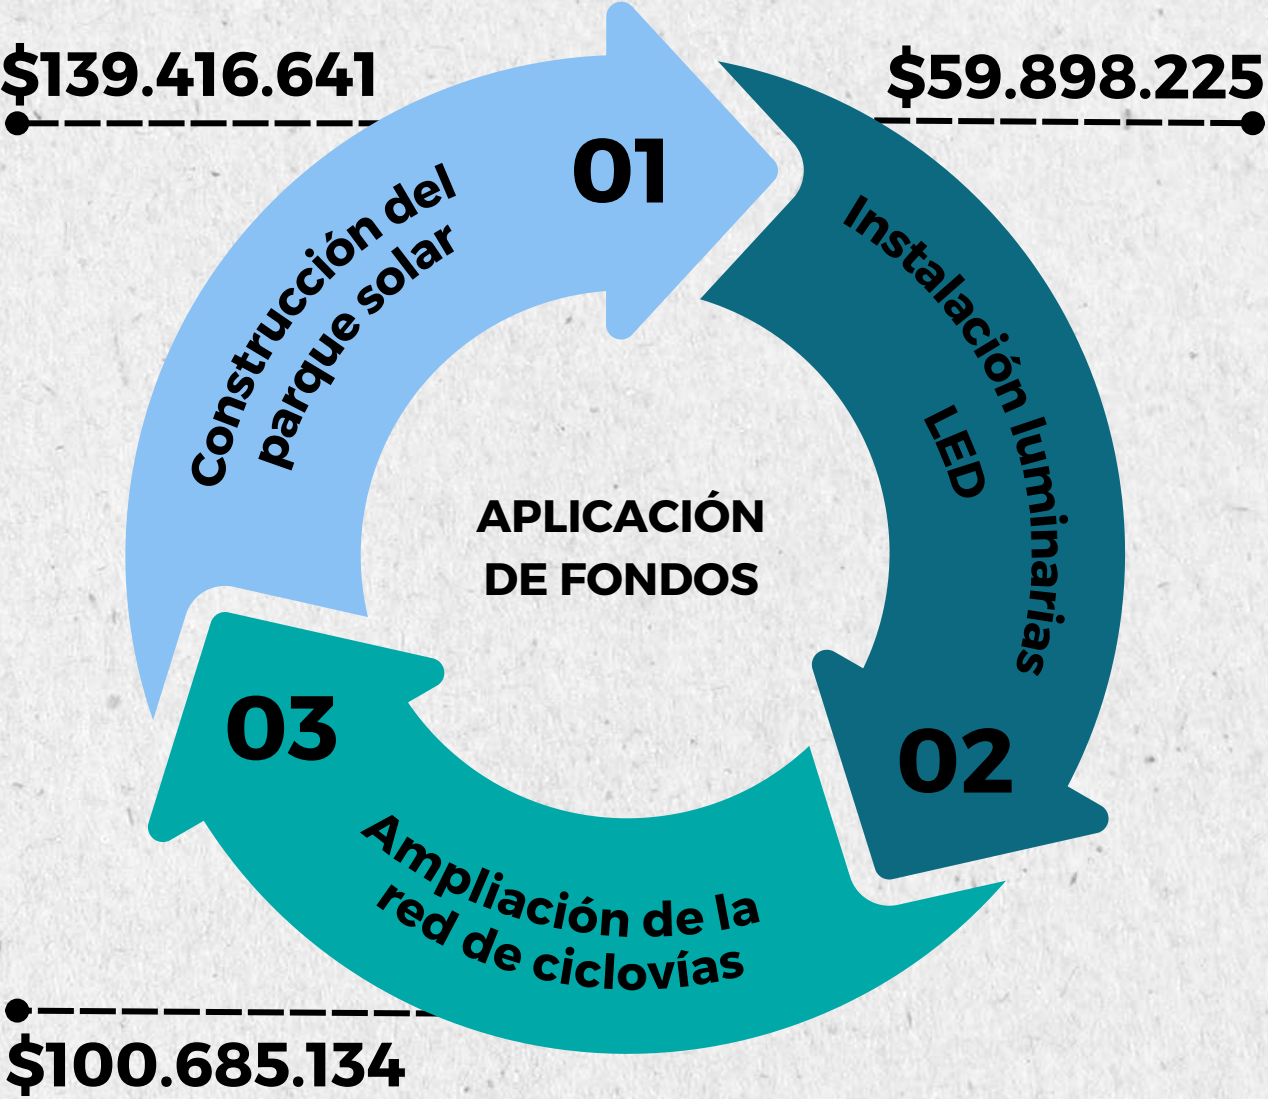 $139.416.641
01
Construcción del
parque solar
$59.898.225
Instalación luminarias
LED
02
APLICACIÓN
DE FONDOS
03
Ampliación de la
red de ciclovías
$100.685.134